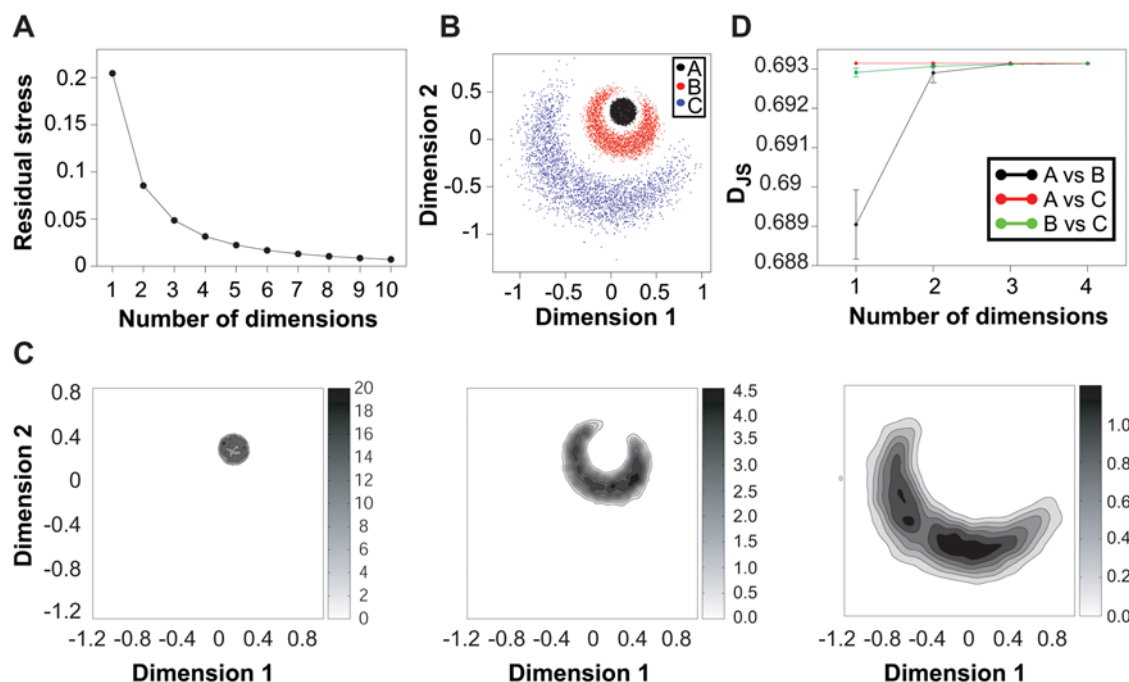 A
Residual stress
0.2
0.15
0.1
0.05
0
1 2 3 4 5 6 7 8 9 10
Number of dimensions
B
Dimension 2
0.5
0
-0.5
-1
-1 -0.5 0 0.5 1
Dimension 1
A
B
C
D
DJS
0.693
0.692
0.691
0.69
0.689
0.688
1 2 3 4
Number of dimensions
A vs B
A vs C
B vs C
C
Dimension 2
0.8
0.4
0
-0.4
-0.8
-1.2
-1.2 -0.4 0 0.4 0.8
Dimension 1
20
18
16
14
12
10
8
6
4
2
0
-1.2 -0.4 0 0.4 0.8
Dimension 1
4.5
4.0
3.5
3.0
2.5
2.0
1.5
1.0
0.5
0.0
-1.2 -0.4 0 0.4 0.8
Dimension 1
1.0
0.8
0.6
0.4
0.2
0.0